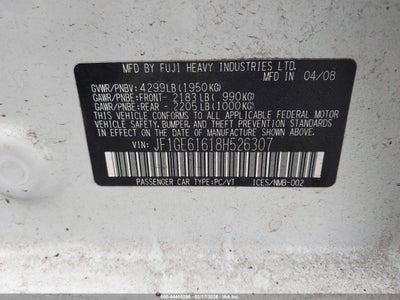 MFD. BY FUJI HEAVY INDUSTRIES LTD.
04/08
GVWR/PNBV: 4299LB(1950KG)
GAWR/PNBE:FRONT- 2183LB( 990KG)
GAWR/PNBE:REAR - 2205LB(1000KG)
THIS VEHICLE CONFORMS TO ALL
APPLICABLE FEDERAL MOTOR VEHICLE
SAFETY, BUMPER, AND THEFT
PREVENTION STANDARDS IN EFFECT ON
THE DATE OF MANUFACTURE SHOWN ABOVE.
VIN: JF1GE61618H526307
PASSENGER CAR TYPE:PC/VT ICES/NMB-002